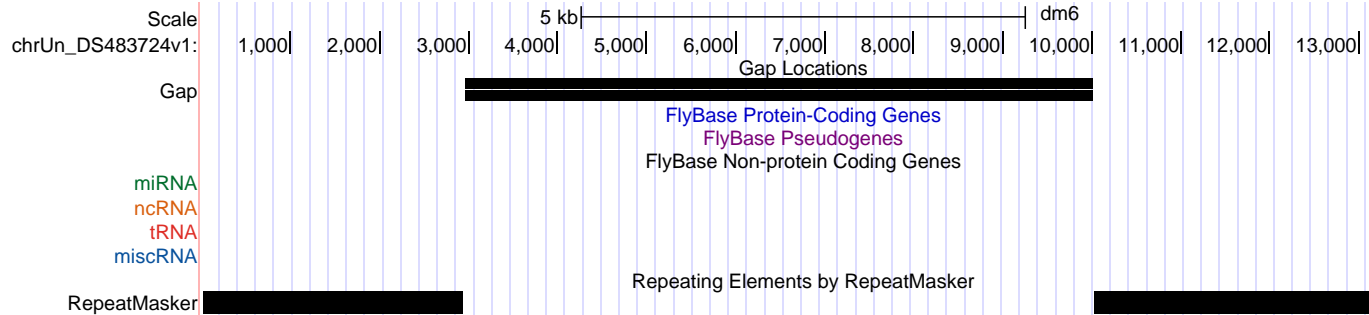 Scale 5 kb dm6
chrUn_DS483724v1: 1,000 2,000 3,000 4,000 5,000 6,000 7,000 8,000 9,000 10,000 11,000 12,000 13,000
Gap Locations
Gap
FlyBase Protein-Coding Genes
FlyBase Pseudogenes
FlyBase Non-protein Coding Genes
miRNA
ncRNA
tRNA
miscRNA
Repeating Elements by RepeatMasker
RepeatMasker